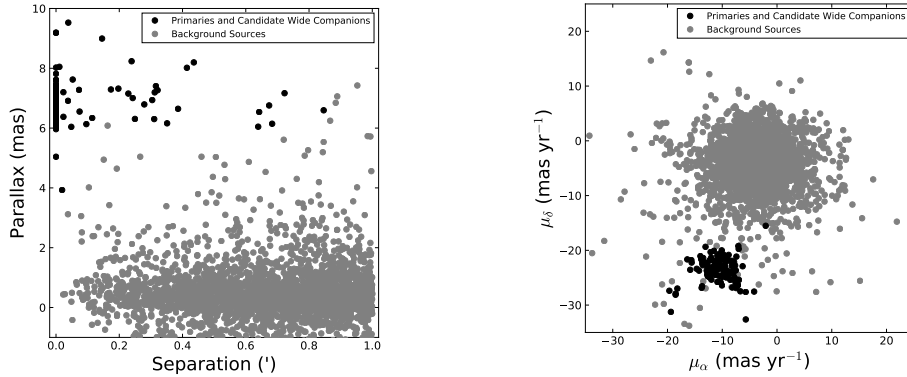 Primaries and Candidate Wide Companions
Background Sources
Parallax (mas)
10
8
6
4
2
0
0.0 0.2 0.4 0.6 0.8 1.0
Separation (')
Primaries and Candidate Wide Companions
Background Sources
μδ (mas yr⁻¹)
20
10
0
−10
−20
−30
−30 −20 −10 0 10 20
μα (mas yr⁻¹)